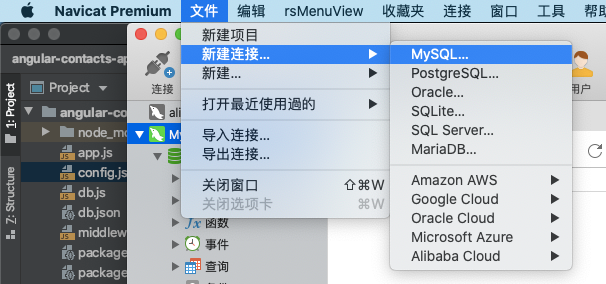 Navicat Premium 文件 编辑 rsMenuView 收藏夹 连接 窗口 工具
angular-contacts-ap
新建项目
新建连接...
新建...
打开最近使用過的
导入连接...
导出连接...
关闭窗口 ⇧⌘W
关闭选项卡 ⌘W
MySQL...
PostgreSQL...
Oracle...
SQLite...
SQL Server...
MariaDB...
Amazon AWS
Google Cloud
Oracle Cloud
Microsoft Azure
Alibaba Cloud
1: Project
Z: Structure
Project
angular-co
node_mo
app.js
config.js
db.js
db.json
middlew
package
package
连接
用户
ali
My
fx 函数
事件
查询